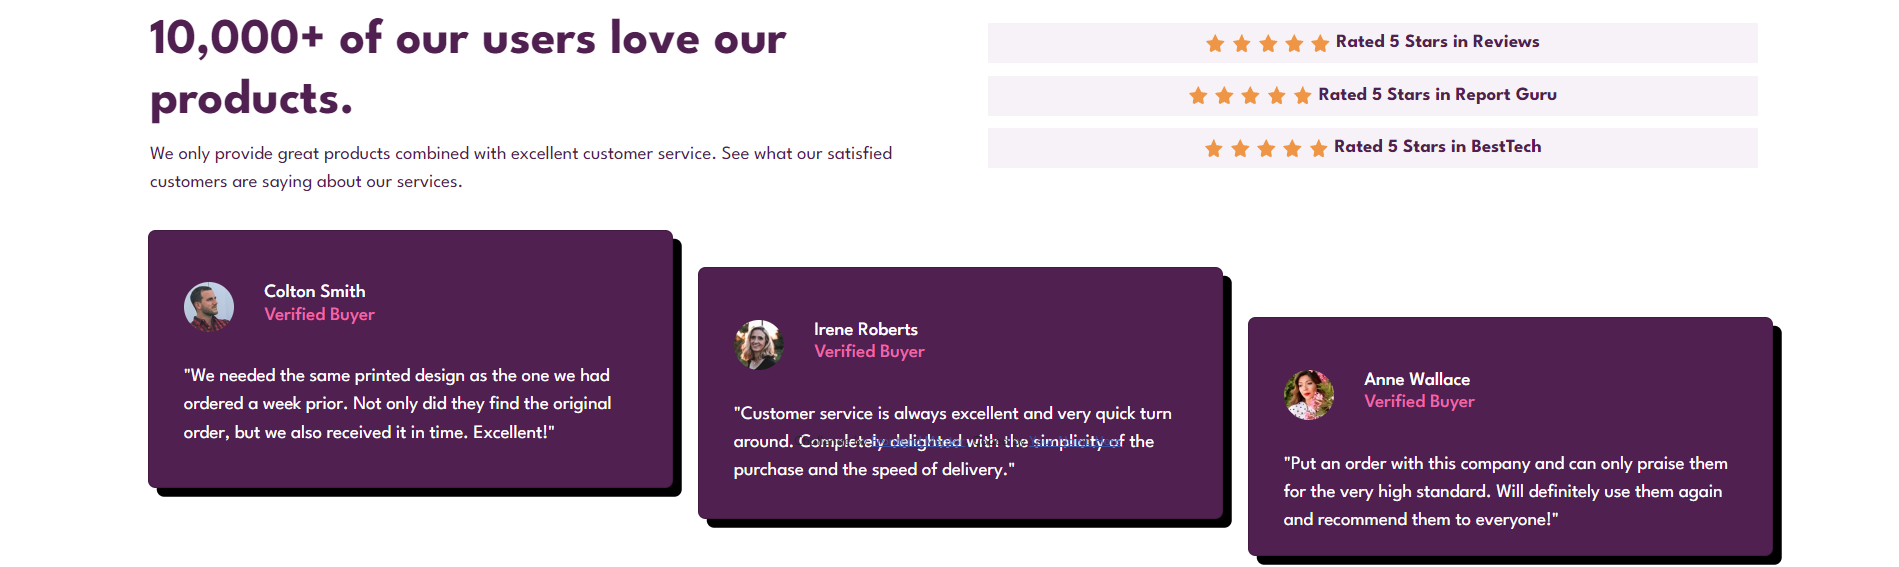 10,000+ of our users love our
products.
We only provide great products combined with excellent customer service. See what our satisfied
customers are saying about our services.
Rated 5 Stars in Reviews
Rated 5 Stars in Report Guru
Rated 5 Stars in BestTech
Colton Smith
Verified Buyer
"We needed the same printed design as the one we had
ordered a week prior. Not only did they find the original
order, but we also received it in time. Excellent!"
Irene Roberts
Verified Buyer
"Customer service is always excellent and very quick turn
around. Completely delighted with the simplicity of the
purchase and the speed of delivery."
Anne Wallace
Verified Buyer
"Put an order with this company and can only praise them
for the very high standard. Will definitely use them again
and recommend them to everyone!"